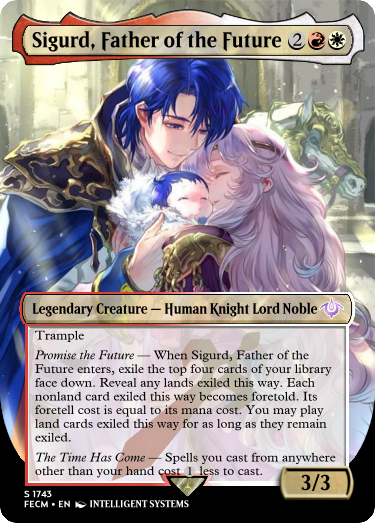 Sigurd, Father of the Future 2
Legendary Creature — Human Knight Lord Noble
Trample
Promise the Future — When Sigurd, Father of the
Future enters, exile the top four cards of your library
face down. Reveal any lands exiled this way. Each
nonland card exiled this way becomes foretold. Its
foretell cost is equal to its mana cost. You may play
land cards exiled this way for as long as they remain
exiled.
The Time Has Come — Spells you cast from anywhere
other than your hand cost 1 less to cast.
3/3
S 1743
FECM • EN INTELLIGENT SYSTEMS